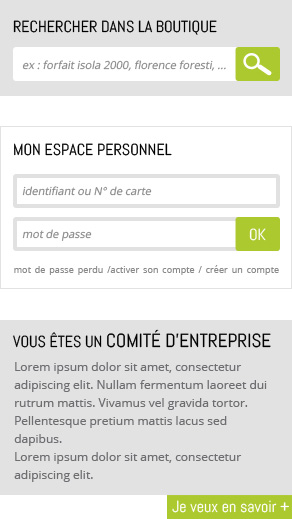 RECHERCHER DANS LA BOUTIQUE
ex : forfait isola 2000, florence foresti, ...
MON ESPACE PERSONNEL
identifiant ou N° de carte
mot de passe
OK
mot de passe perdu /activer son compte / créer un compte
VOUS ÊTES UN COMITÉ D'ENTREPRISE
Lorem ipsum dolor sit amet, consectetur
adipiscing elit. Nullam fermentum laoreet dui
rutrum mattis. Vivamus vel gravida tortor.
Pellentesque pretium mattis lacus sed
dapibus.
Lorem ipsum dolor sit amet, consectetur
adipiscing elit.
Je veux en savoir +